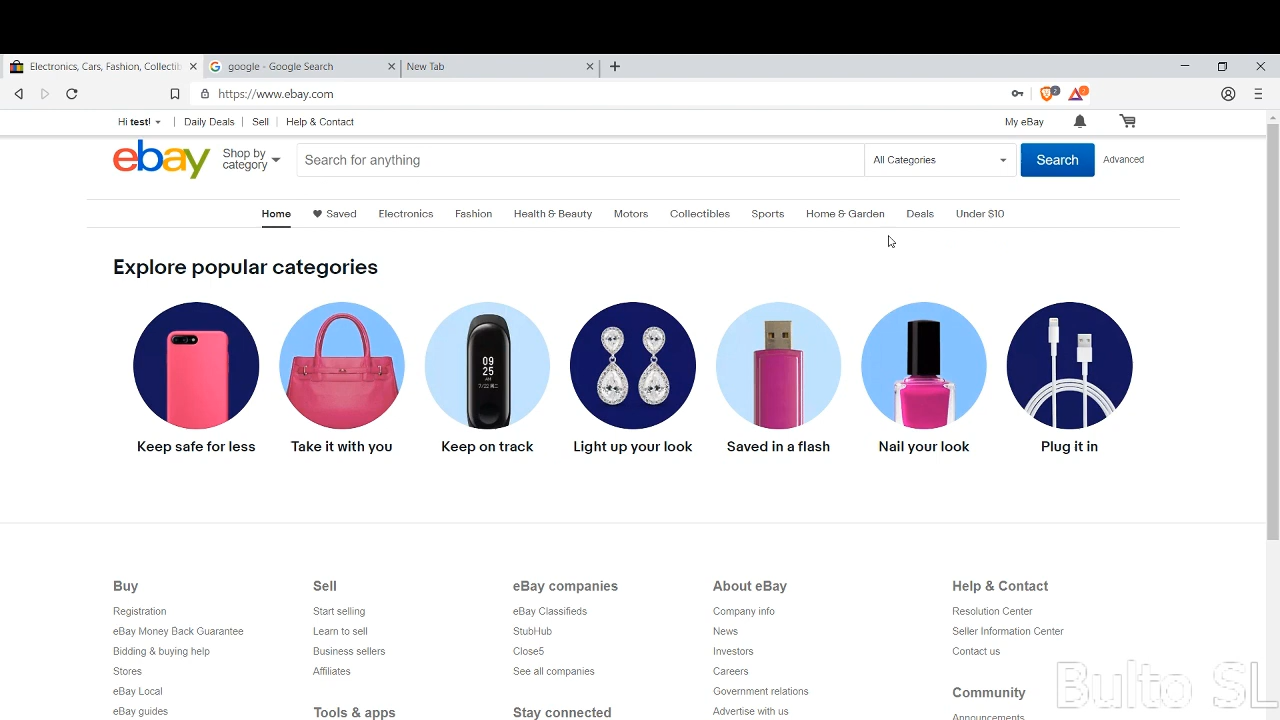 Electronics, Cars, Fashion, Collectib
google - Google Search
New Tab
https://www.ebay.com
2
Hi test!
Daily Deals
Sell
Help & Contact
My eBay
ebay
Shop by category
Search for anything
All Categories
Search
Advanced
Home
Saved
Electronics
Fashion
Health & Beauty
Motors
Collectibles
Sports
Home & Garden
Deals
Under $10
Explore popular categories
09
25
AM
Keep safe for less
Take it with you
Keep on track
Light up your look
Saved in a flash
Nail your look
Plug it in
Buy
Registration
eBay Money Back Guarantee
Bidding & buying help
Stores
eBay Local
eBay guides
Sell
Start selling
Learn to sell
Business sellers
Affiliates
Tools & apps
eBay companies
eBay Classifieds
StubHub
Close5
See all companies
Stay connected
About eBay
Company info
News
Investors
Careers
Government relations
Advertise with us
Help & Contact
Resolution Center
Seller Information Center
Contact us
Community
Announcements
Bulto SL